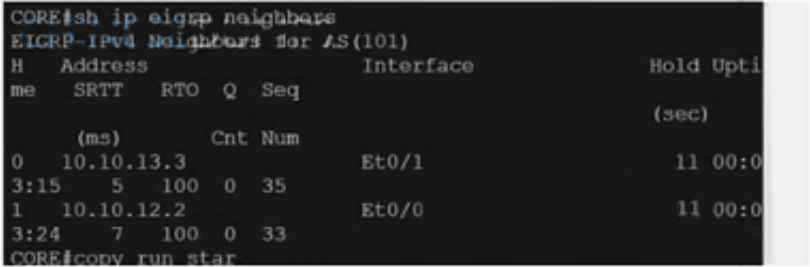 CORE#sh ip eigrp neighbors
EIGRP-IPv4 Neighbors for AS(101)
H Address Interface Hold Upti
me SRTT RTO Q Seq
(sec)
(ms) Cnt Num
0 10.10.13.3 Et0/1 11 00:0
3:15 5 100 0 35
1 10.10.12.2 Et0/0 11 00:0
3:24 7 100 0 33
CORE#copy run star